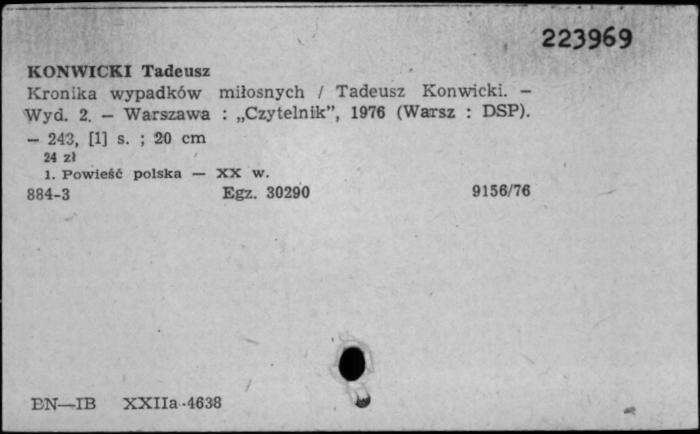 223969
KONWICKI Tadeusz
Kronika wypadków miłosnych / Tadeusz Konwicki. —
Wyd. 2. — Warszawa : „Czytelnik”, 1976 (Warsz : DSP).
— 243, [1] s. ; 20 cm
24 zł
1. Powieść polska — XX w.
884-3 Egz. 30290 9156/76
BN—IB XXIIa-4638